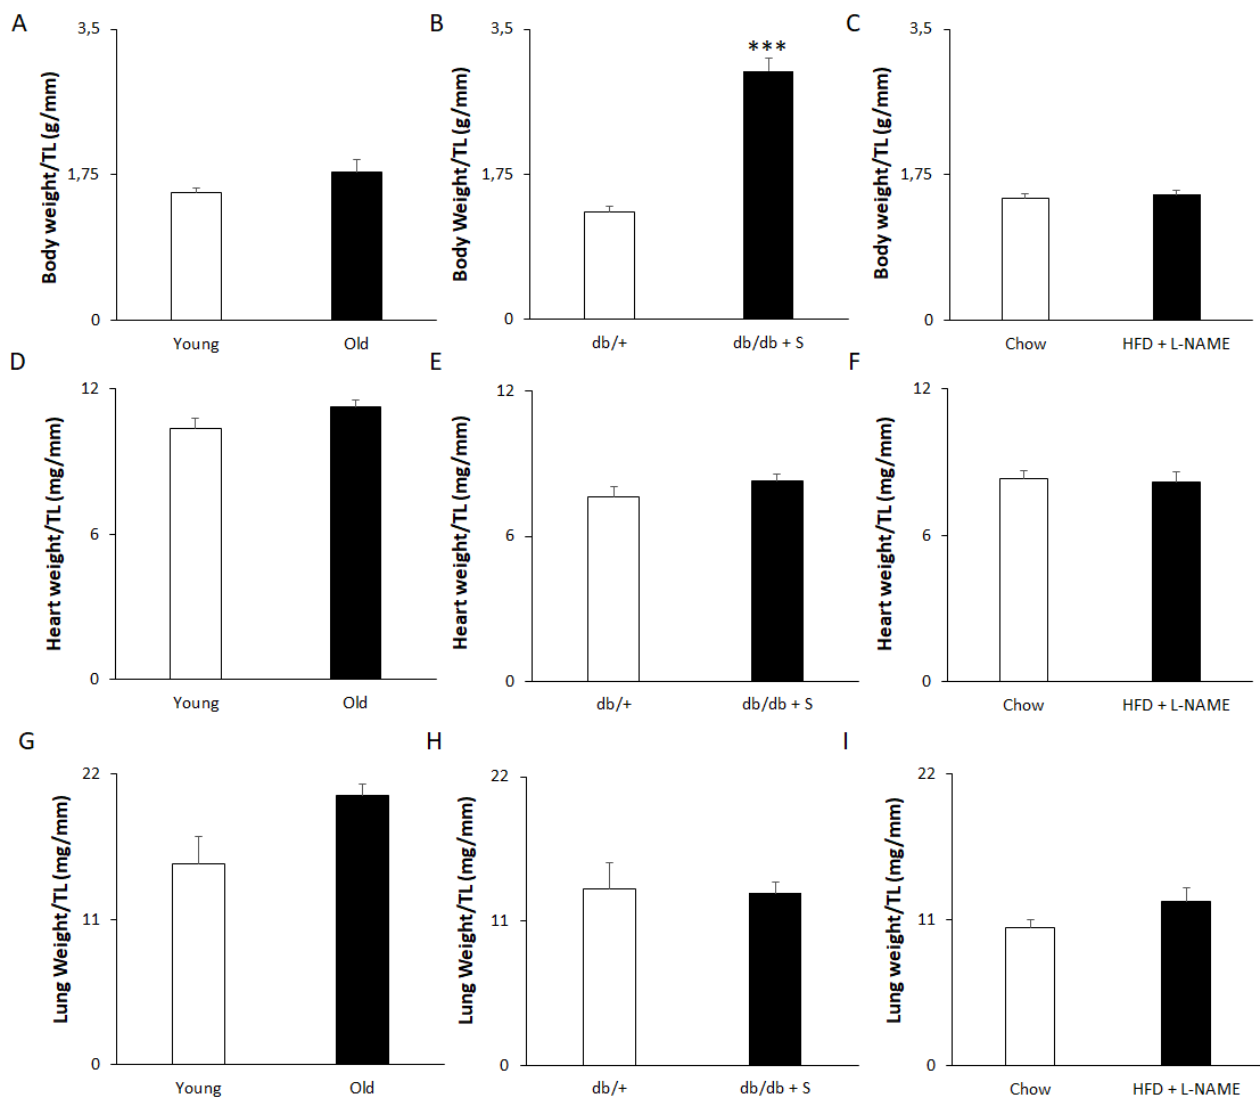 A
Body weight/TL (g/mm)
3,5
1,75
0
Young
Old
B
Body Weight/TL (g/mm)
3,5
1,75
0
***
db/+
db/db + S
C
Body weight/TL (g/mm)
3,5
1,75
0
Chow
HFD + L-NAME
D
Heart weight/TL (mg/mm)
12
6
0
Young
Old
E
Heart weight/TL (mg/mm)
12
6
0
db/+
db/db + S
F
Heart weight/TL (mg/mm)
12
6
0
Chow
HFD + L-NAME
G
Lung Weight/TL (mg/mm)
22
11
0
Young
Old
H
Lung Weight/TL (mg/mm)
22
11
0
db/+
db/db + S
I
Lung weight/TL (mg/mm)
22
11
0
Chow
HFD + L-NAME